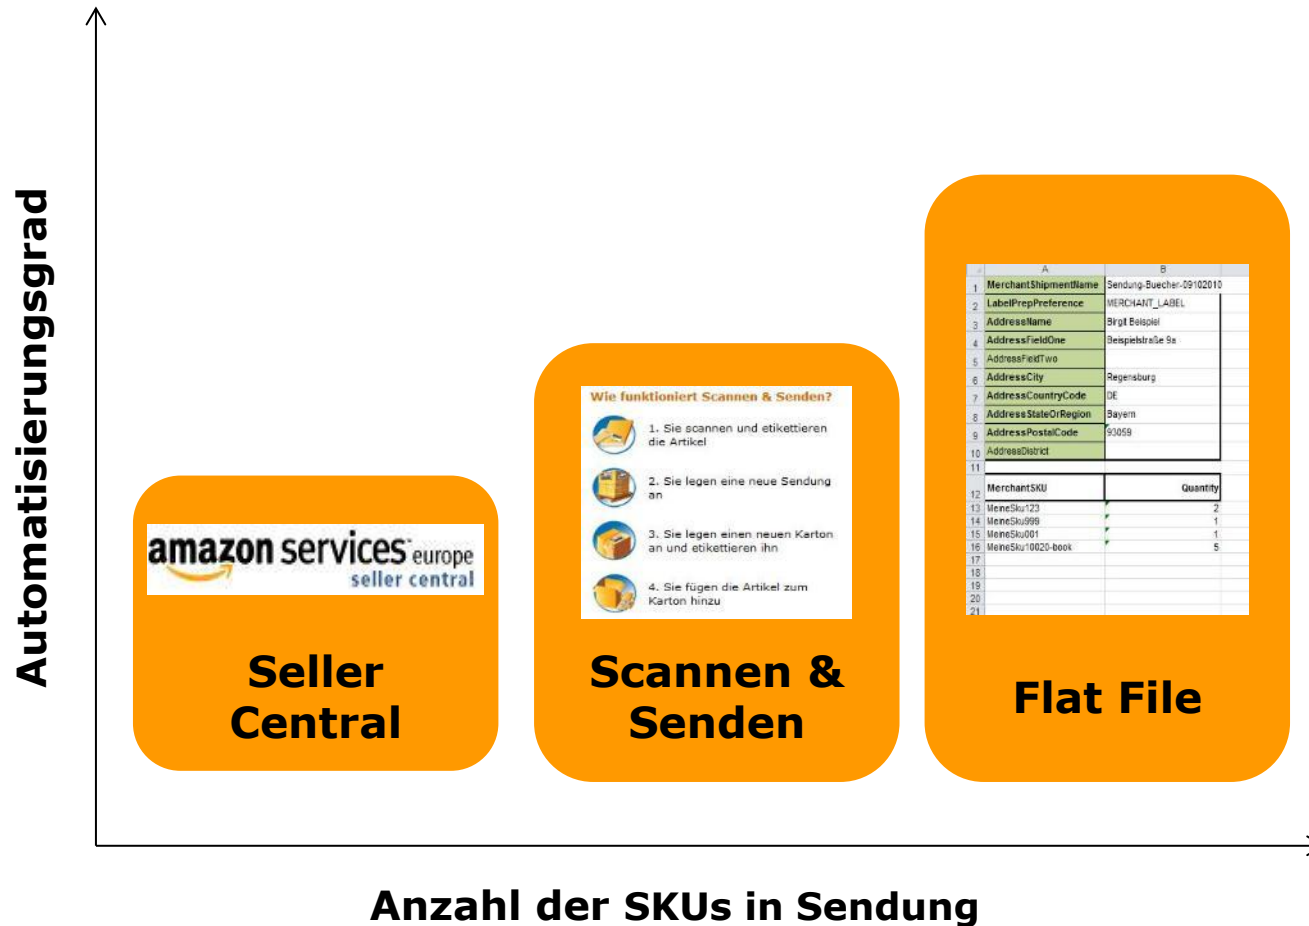 Automatisierungsgrad
amazon services europe
seller central
Seller
Central
Wie funktioniert Scannen & Senden?
1. Sie scannen und etikettieren
die Artikel
2. Sie legen eine neue Sendung
an
3. Sie legen einen neuen Karton
an und etikettieren ihn
4. Sie fügen die Artikel zum
Karton hinzu
Scannen &
Senden
A B
1 MerchantShipmentName Sendung-Buecher-09102010
2 LabelPrepPreference MERCHANT_LABEL
3 AddressName Birgit Beispiel
4 AddressFieldOne Beispielstraße 9a
5 AddressFieldTwo
6 AddressCity Regensburg
7 AddressCountryCode DE
8 AddressStateOrRegion Bayern
9 AddressPostalCode 93059
10 AddressDistrict
11
12 MerchantSKU Quantity
13 MeineSku123 2
14 MeineSku999 1
15 MeineSku001 1
16 MeineSku10020-book 5
17
18
19
20
21
Flat File
Anzahl der SKUs in Sendung